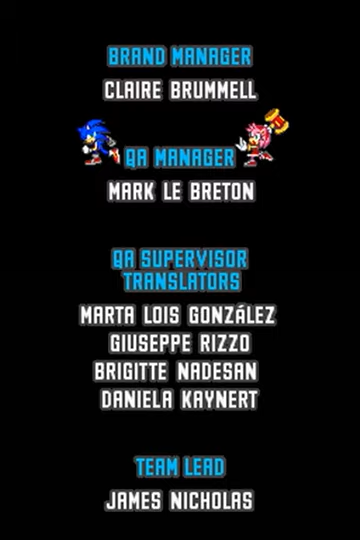 BRAND MANAGER
CLAIRE BRUMMELL
QA MANAGER
MARK LE BRETON
QA SUPERVISOR
TRANSLATORS
MARTA LOIS GONZÁLEZ
GIUSEPPE RIZZO
BRIGITTE NADESAN
DANIELA KAYNERT
TEAM LEAD
JAMES NICHOLAS